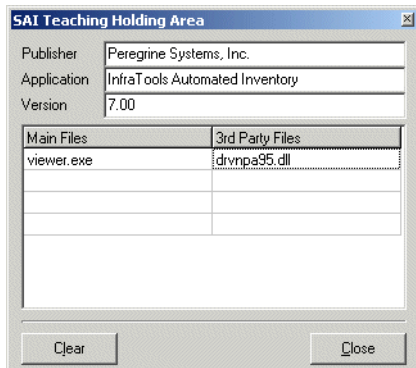 SAI Teaching Holding Area
Publisher Peregrine Systems, Inc.
Application InfraTools Automated Inventory
Version 7.00
Main Files 3rd Party Files
viewer.exe drvnpa95.dll
Clear Close